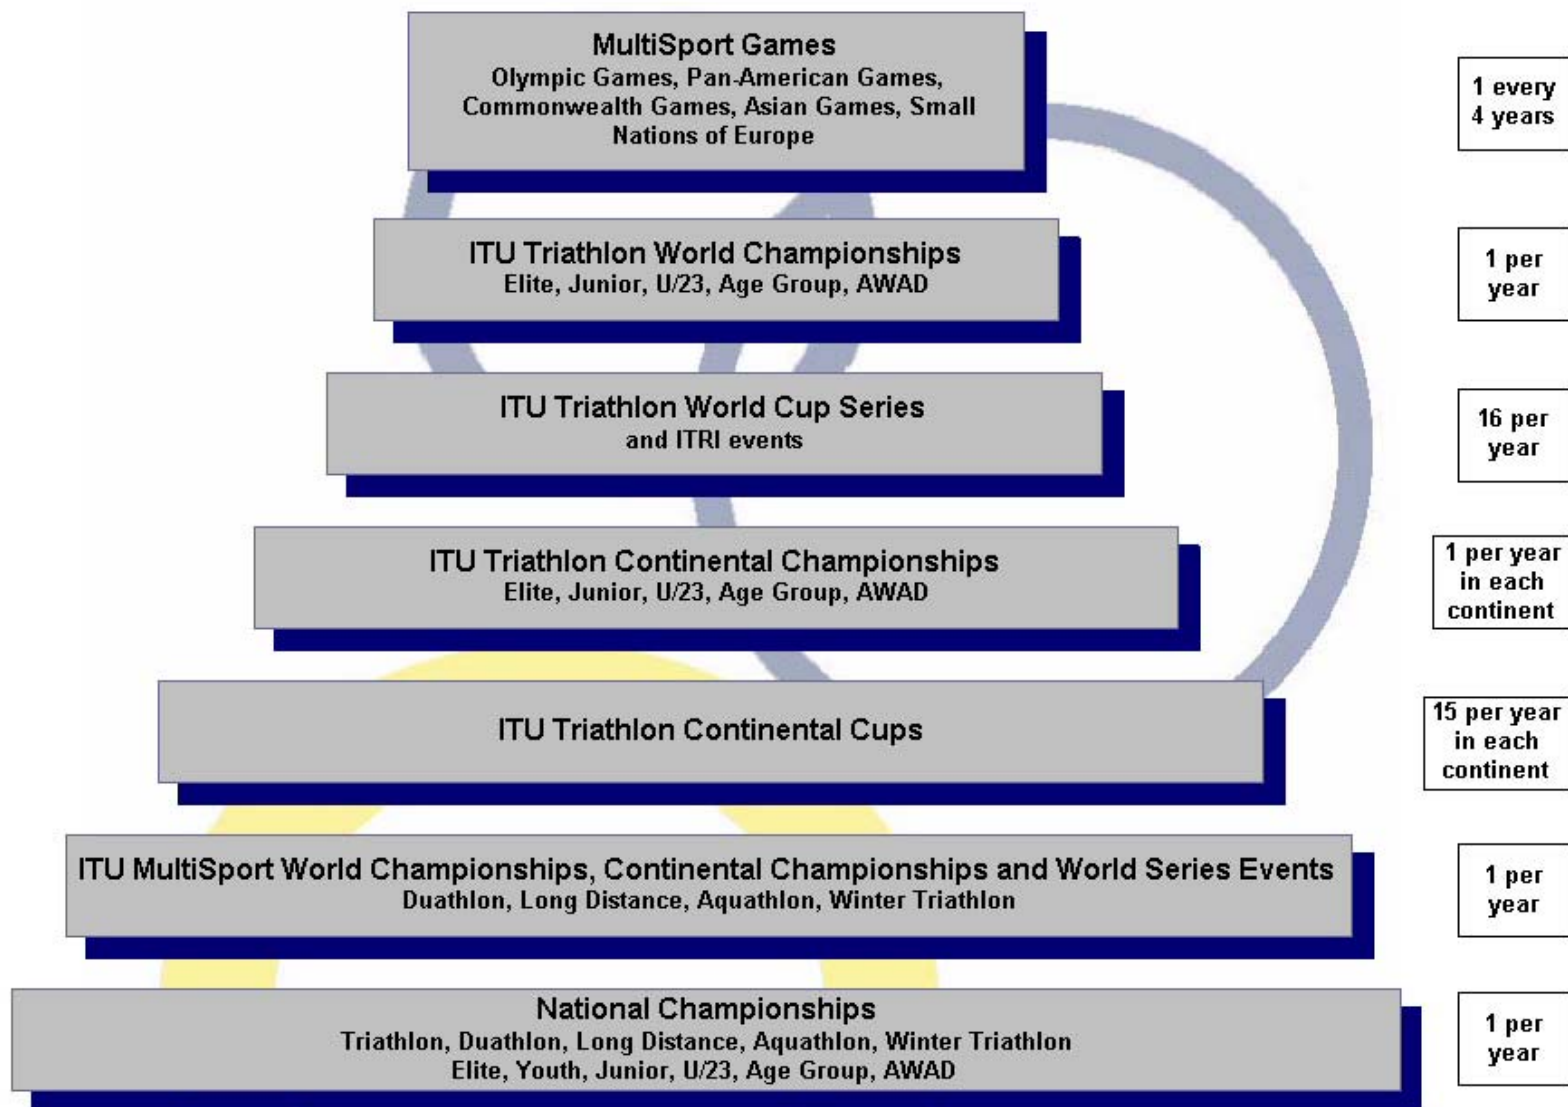 MultiSport Games
Olympic Games, Pan-American Games,
Commonwealth Games, Asian Games, Small
Nations of Europe
1 every
4 years
ITU Triathlon World Championships
Elite, Junior, U/23, Age Group, AWAD
1 per
year
ITU Triathlon World Cup Series
and ITRI events
16 per
year
ITU Triathlon Continental Championships
Elite, Junior, U/23, Age Group, AWAD
1 per year
in each
continent
ITU Triathlon Continental Cups
15 per year
in each
continent
ITU MultiSport World Championships, Continental Championships and World Series Events
Duathlon, Long Distance, Aquathlon, Winter Triathlon
1 per
year
National Championships
Triathlon, Duathlon, Long Distance, Aquathlon, Winter Triathlon
Elite, Youth, Junior, U/23, Age Group, AWAD
1 per
year